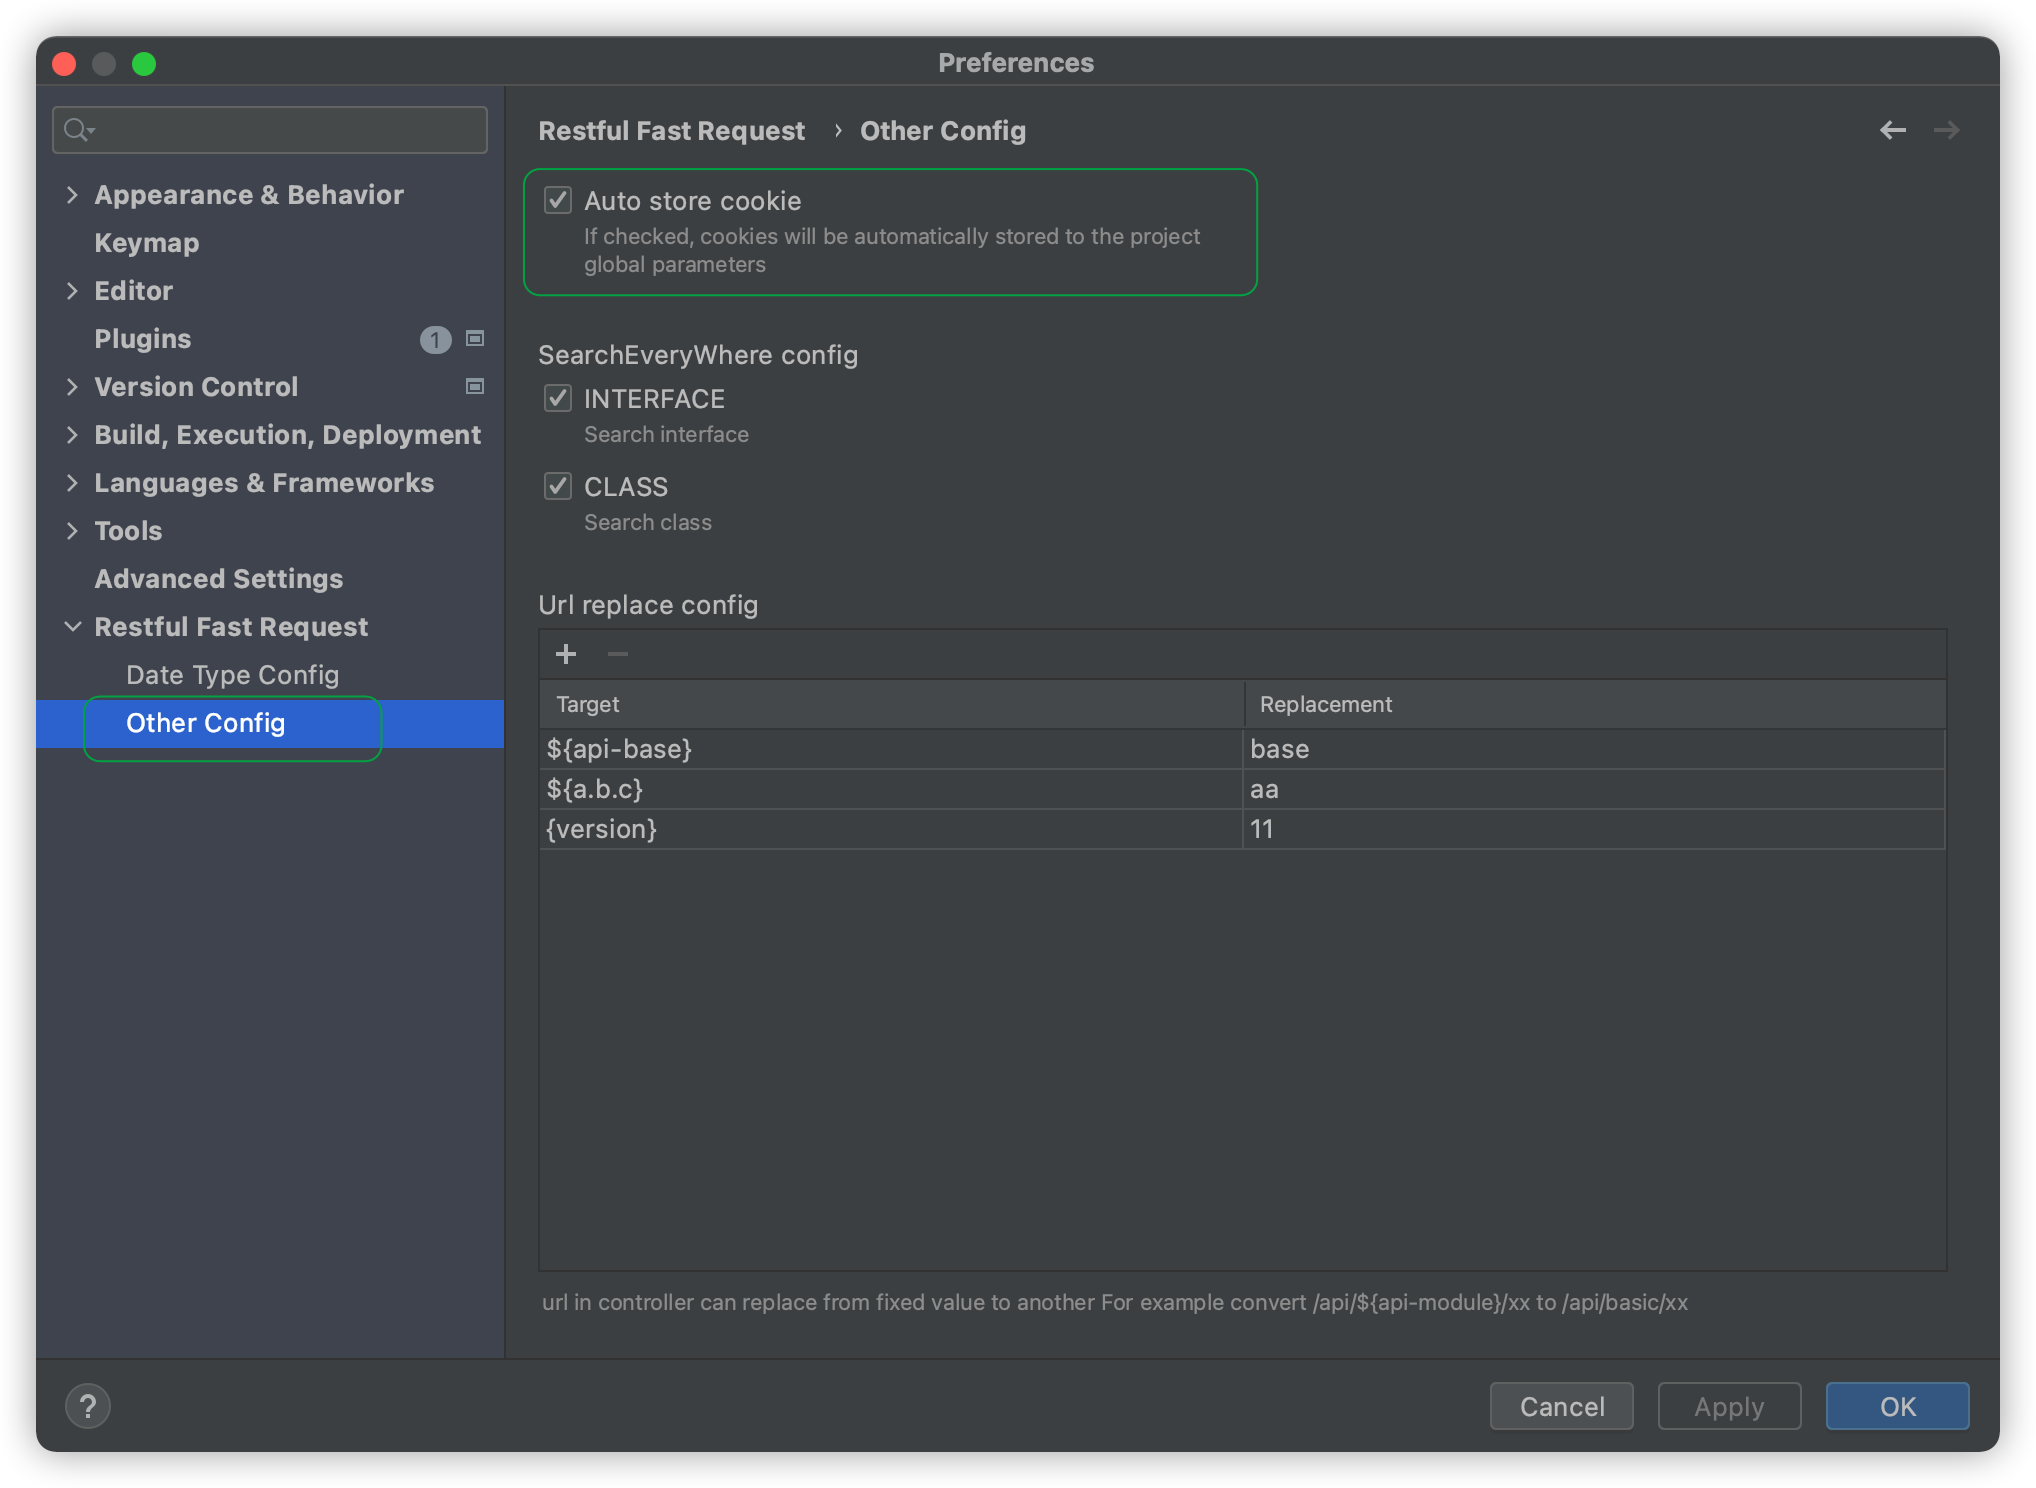 Preferences
Restful Fast Request › Other Config
Appearance & Behavior
Keymap
Editor
Plugins 1
Version Control
Build, Execution, Deployment
Languages & Frameworks
Tools
Advanced Settings
Restful Fast Request
Date Type Config
Other Config
Auto store cookie
If checked, cookies will be automatically stored to the project
global parameters
SearchEveryWhere config
INTERFACE
Search interface
CLASS
Search class
Url replace config
Target Replacement
${api-base} base
${a.b.c} aa
{version} 11
url in controller can replace from fixed value to another For example convert /api/${api-module}/xx to /api/basic/xx
? Cancel Apply OK